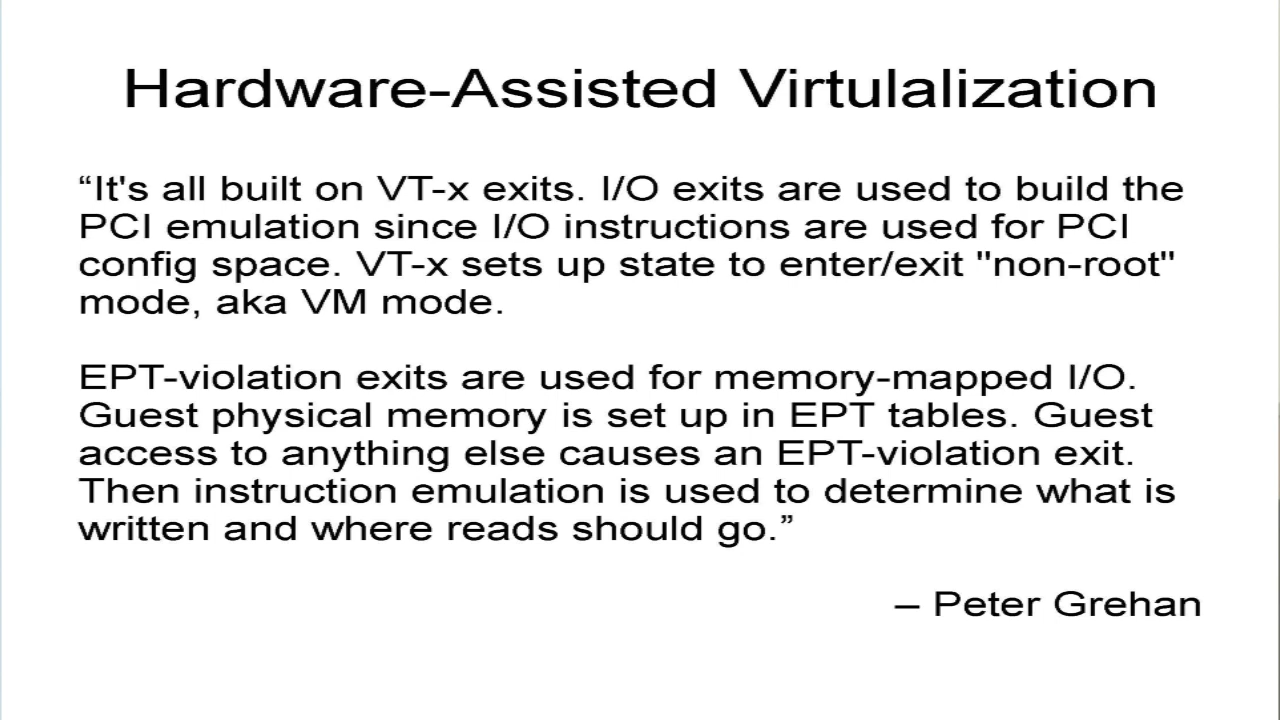 Hardware-Assisted Virtulalization
“It's all built on VT-x exits. I/O exits are used to build the
PCI emulation since I/O instructions are used for PCI
config space. VT-x sets up state to enter/exit "non-root"
mode, aka VM mode.
EPT-violation exits are used for memory-mapped I/O.
Guest physical memory is set up in EPT tables. Guest
access to anything else causes an EPT-violation exit.
Then instruction emulation is used to determine what is
written and where reads should go.”
– Peter Grehan